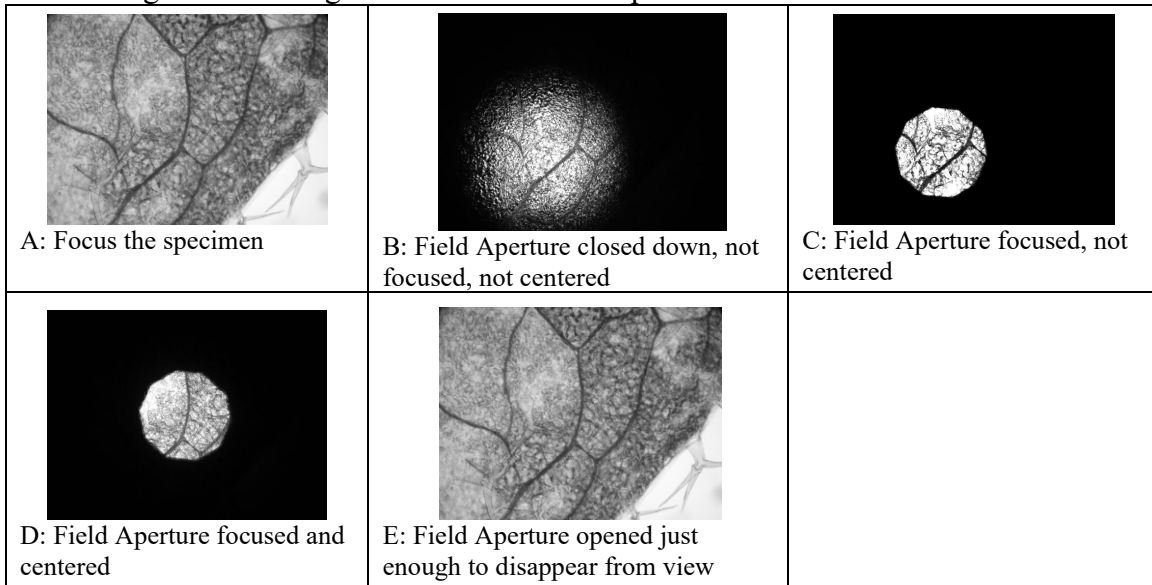 A: Focus the specimen
B: Field Aperture closed down, not
focused, not centered
C: Field Aperture focused, not
centered
D: Field Aperture focused and
centered
E: Field Aperture opened just
enough to disappear from view